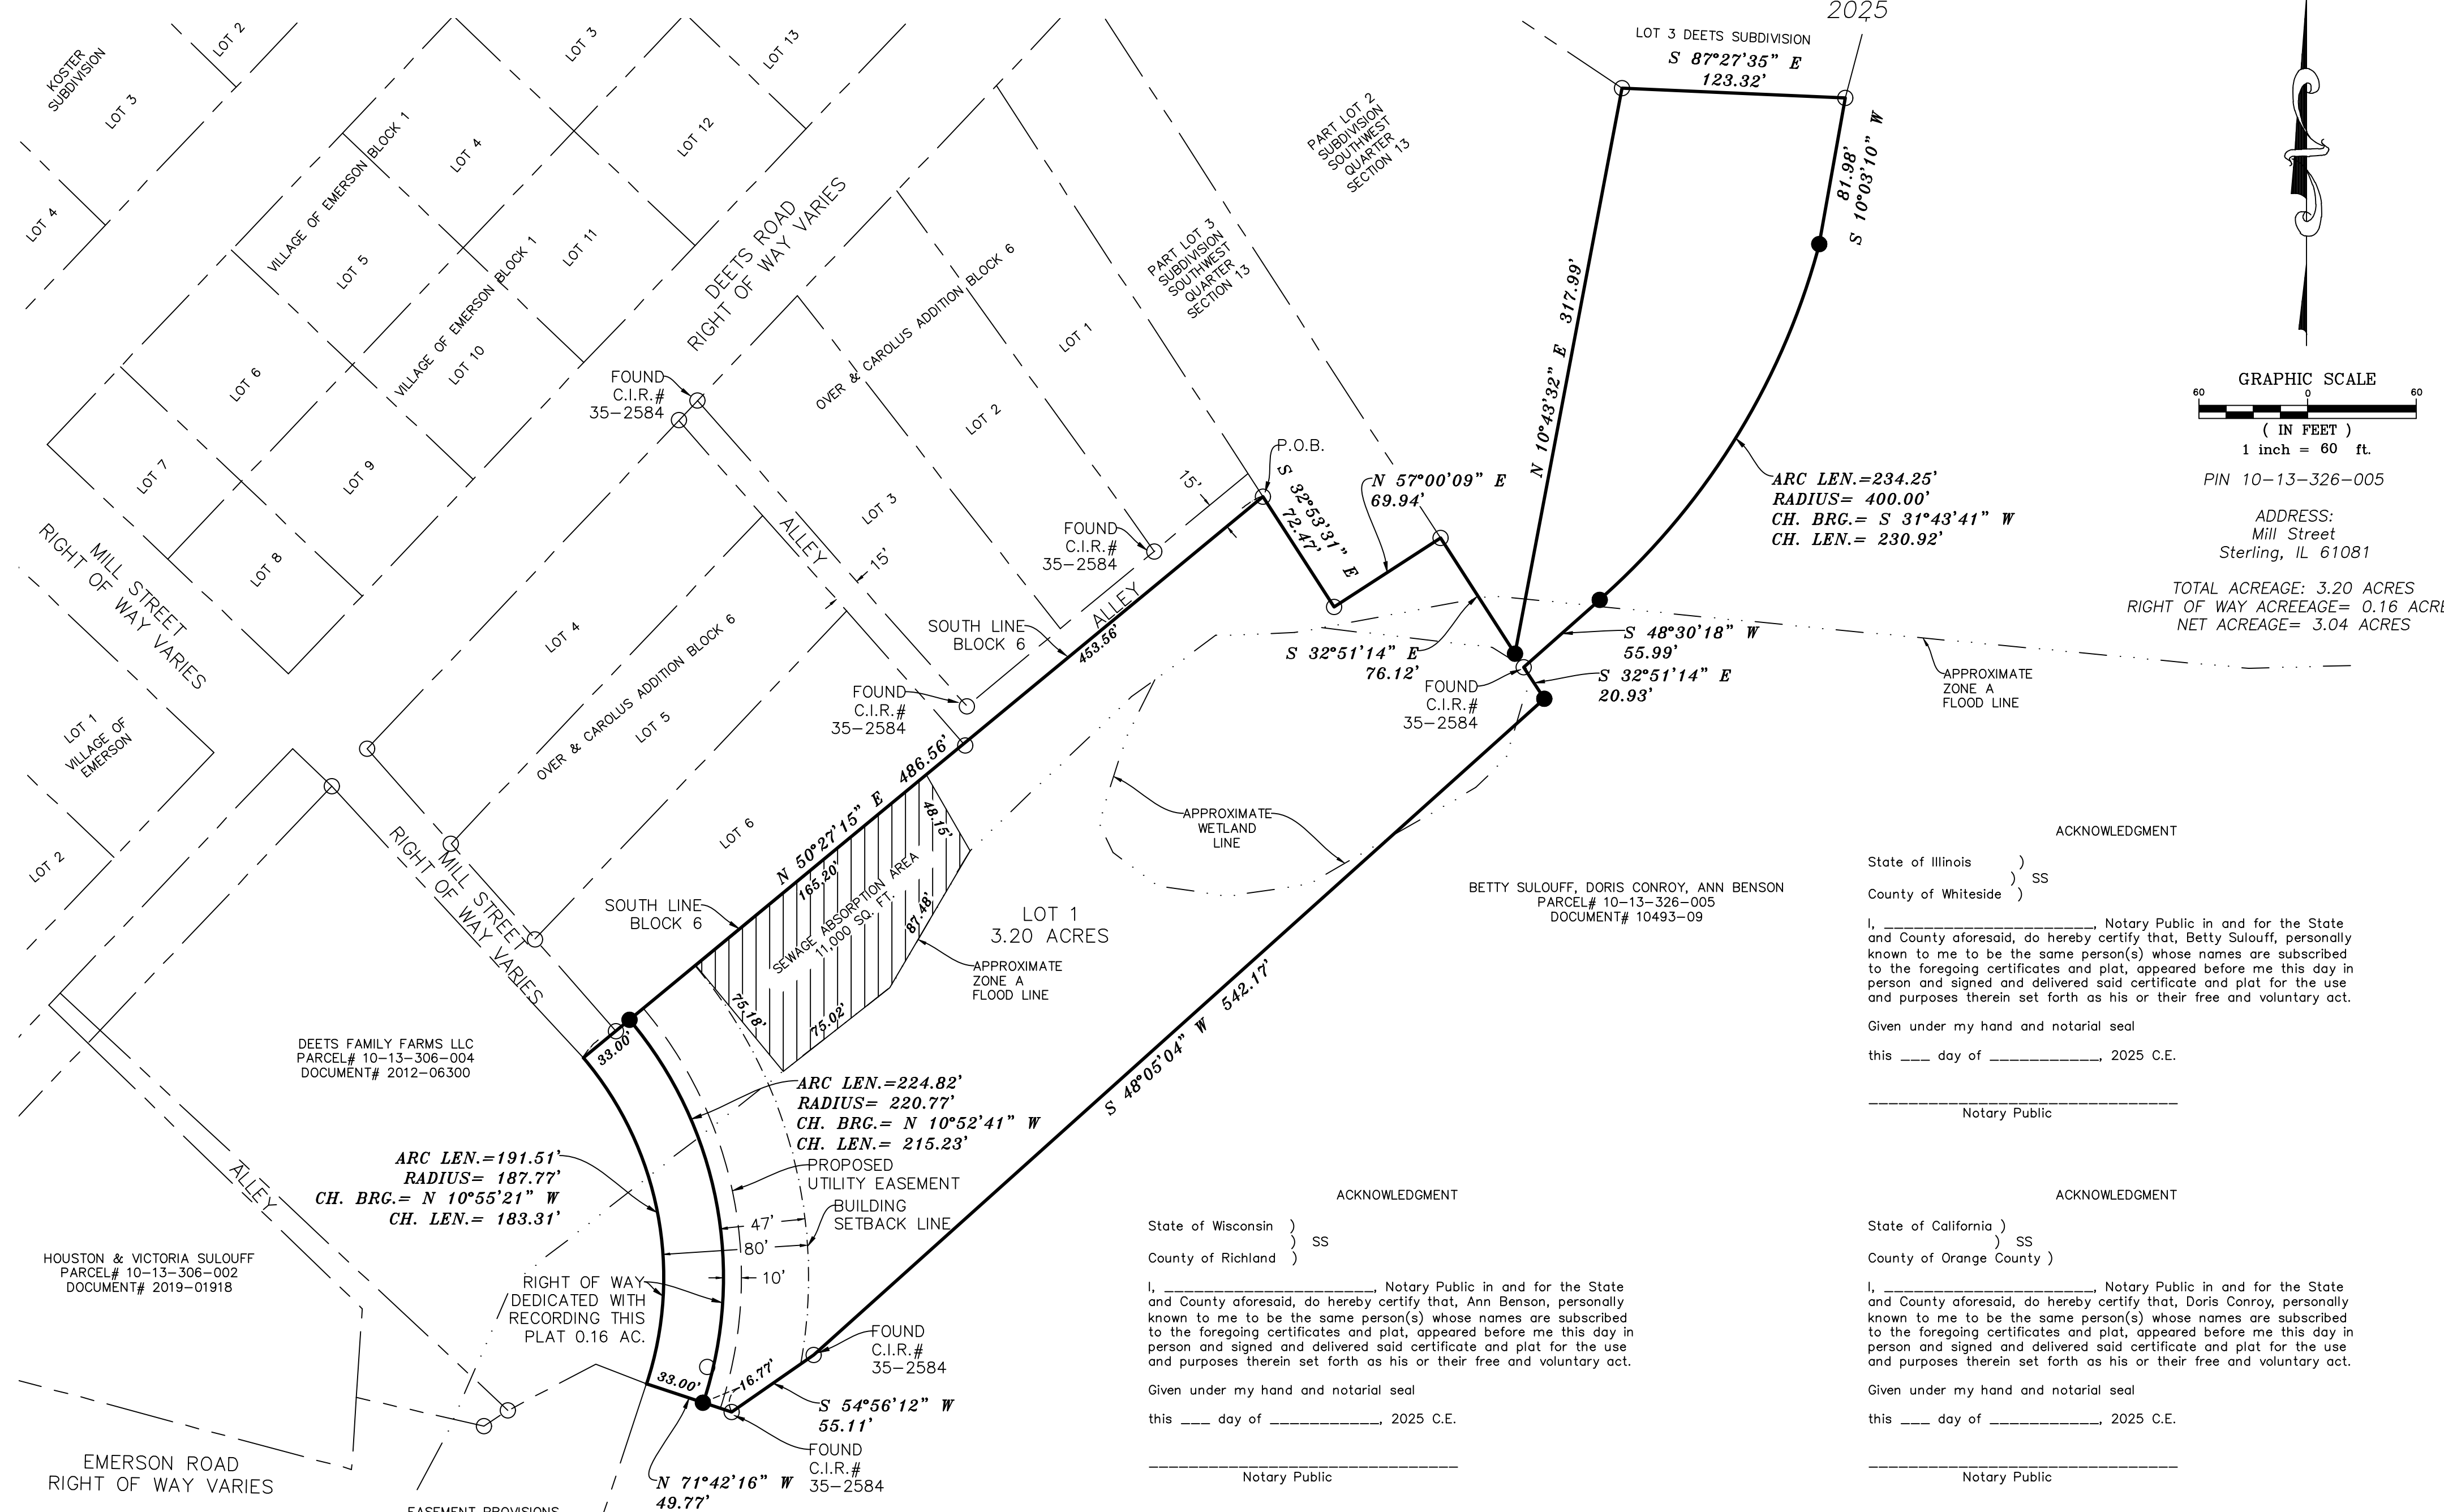 2025
KOSTER
SUBDIVISION
LOT 2
LOT 3
LOT 4
VILLAGE OF EMERSON BLOCK 1
LOT 3
LOT 4
LOT 5
LOT 6
LOT 7
VILLAGE OF EMERSON BLOCK 1
LOT 13
LOT 12
LOT 11
LOT 10
LOT 9
LOT 8
DEETS ROAD
RIGHT OF WAY VARIES
OVER & CAROLUS ADDITION BLOCK 6
LOT 1
LOT 2
LOT 3
PART LOT 3
SUBDIVISION
SOUTHWEST
QUARTER
SECTION 13
PART LOT 2
SUBDIVISION
SOUTHWEST
QUARTER
SECTION 13
LOT 3 DEETS SUBDIVISION
S 87°27'35" E
123.32'
81.98'
S 10°03'10" W
N 10°43'32" E 317.99'
GRAPHIC SCALE
60 0 60
( IN FEET )
1 inch = 60 ft.
PIN 10-13-326-005
ADDRESS:
Mill Street
Sterling, IL 61081
TOTAL ACREAGE: 3.20 ACRES
RIGHT OF WAY ACREEAGE= 0.16 ACRE
NET ACREAGE= 3.04 ACRES
ARC LEN.=234.25'
RADIUS= 400.00'
CH. BRG.= S 31°43'41" W
CH. LEN.= 230.92'
FOUND
C.I.R.#
35-2584
P.O.B.
15'
S 32°53'31" E
72.47'
N 57°00'09" E
69.94'
FOUND
C.I.R.#
35-2584
ALLEY
15'
ALLEY
SOUTH LINE
BLOCK 6
453.56'
S 32°51'14" E
76.12'
S 48°30'18" W
55.99'
S 32°51'14" E
20.93'
FOUND
C.I.R.#
35-2584
APPROXIMATE
ZONE A
FLOOD LINE
MILL STREET
RIGHT OF WAY VARIES
LOT 4
OVER & CAROLUS ADDITION BLOCK 6
LOT 5
LOT 6
FOUND
C.I.R.#
35-2584
LOT 1
VILLAGE OF
EMERSON
LOT 2
MILL STREET
RIGHT OF WAY VARIES
N 50°27'15" E 486.56'
165.20'
48.15'
SEWAGE ABSORPTION AREA
11,000 SQ. FT.
87.48'
75.18'
75.02'
SOUTH LINE
BLOCK 6
LOT 1
3.20 ACRES
APPROXIMATE
ZONE A
FLOOD LINE
APPROXIMATE
WETLAND
LINE
BETTY SULOUFF, DORIS CONROY, ANN BENSON
PARCEL# 10-13-326-005
DOCUMENT# 10493-09
S 48°05'04" W 542.17'
DEETS FAMILY FARMS LLC
PARCEL# 10-13-306-004
DOCUMENT# 2012-06300
33.00'
ARC LEN.=224.82'
RADIUS= 220.77'
CH. BRG.= N 10°52'41" W
CH. LEN.= 215.23'
ARC LEN.=191.51'
RADIUS= 187.77'
CH. BRG.= N 10°55'21" W
CH. LEN.= 183.31'
PROPOSED
UTILITY EASEMENT
BUILDING
SETBACK LINE
47'
80'
10'
ALLEY
HOUSTON & VICTORIA SULOUFF
PARCEL# 10-13-306-002
DOCUMENT# 2019-01918
RIGHT OF WAY
DEDICATED WITH
RECORDING THIS
PLAT 0.16 AC.
FOUND
C.I.R.#
35-2584
33.00'
16.77'
S 54°56'12" W
55.11'
FOUND
C.I.R.#
35-2584
N 71°42'16" W
49.77'
EMERSON ROAD
RIGHT OF WAY VARIES
EASEMENT PROVISIONS
ACKNOWLEDGMENT
State of Illinois )
) SS
County of Whiteside )
I, _____________________, Notary Public in and for the State
and County aforesaid, do hereby certify that, Betty Sulouff, personally
known to me to be the same person(s) whose names are subscribed
to the foregoing certificates and plat, appeared before me this day in
person and signed and delivered said certificate and plat for the use
and purposes therein set forth as his or their free and voluntary act.
Given under my hand and notarial seal
this ___ day of ___________, 2025 C.E.
_______________________________
Notary Public
ACKNOWLEDGMENT
State of Wisconsin )
) SS
County of Richland )
I, _____________________, Notary Public in and for the State
and County aforesaid, do hereby certify that, Ann Benson, personally
known to me to be the same person(s) whose names are subscribed
to the foregoing certificates and plat, appeared before me this day in
person and signed and delivered said certificate and plat for the use
and purposes therein set forth as his or their free and voluntary act.
Given under my hand and notarial seal
this ___ day of ___________, 2025 C.E.
_______________________________
Notary Public
ACKNOWLEDGMENT
State of California )
) SS
County of Orange County )
I, _____________________, Notary Public in and for the State
and County aforesaid, do hereby certify that, Doris Conroy, personally
known to me to be the same person(s) whose names are subscribed
to the foregoing certificates and plat, appeared before me this day in
person and signed and delivered said certificate and plat for the use
and purposes therein set forth as his or their free and voluntary act.
Given under my hand and notarial seal
this ___ day of ___________, 2025 C.E.
_______________________________
Notary Public